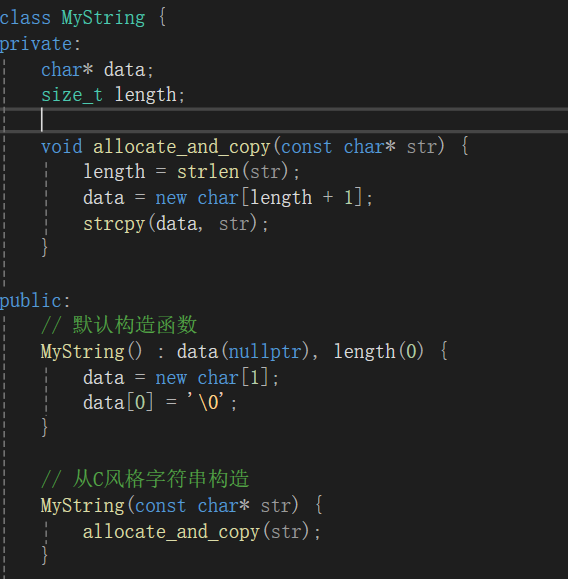 class MyString {
private:
    char* data;
    size_t length;

    void allocate_and_copy(const char* str) {
        length = strlen(str);
        data = new char[length + 1];
        strcpy(data, str);
    }

public:
    // 默认构造函数
    MyString() : data(nullptr), length(0) {
        data = new char[1];
        data[0] = '\0';
    }

    // 从C风格字符串构造
    MyString(const char* str) {
        allocate_and_copy(str);
    }